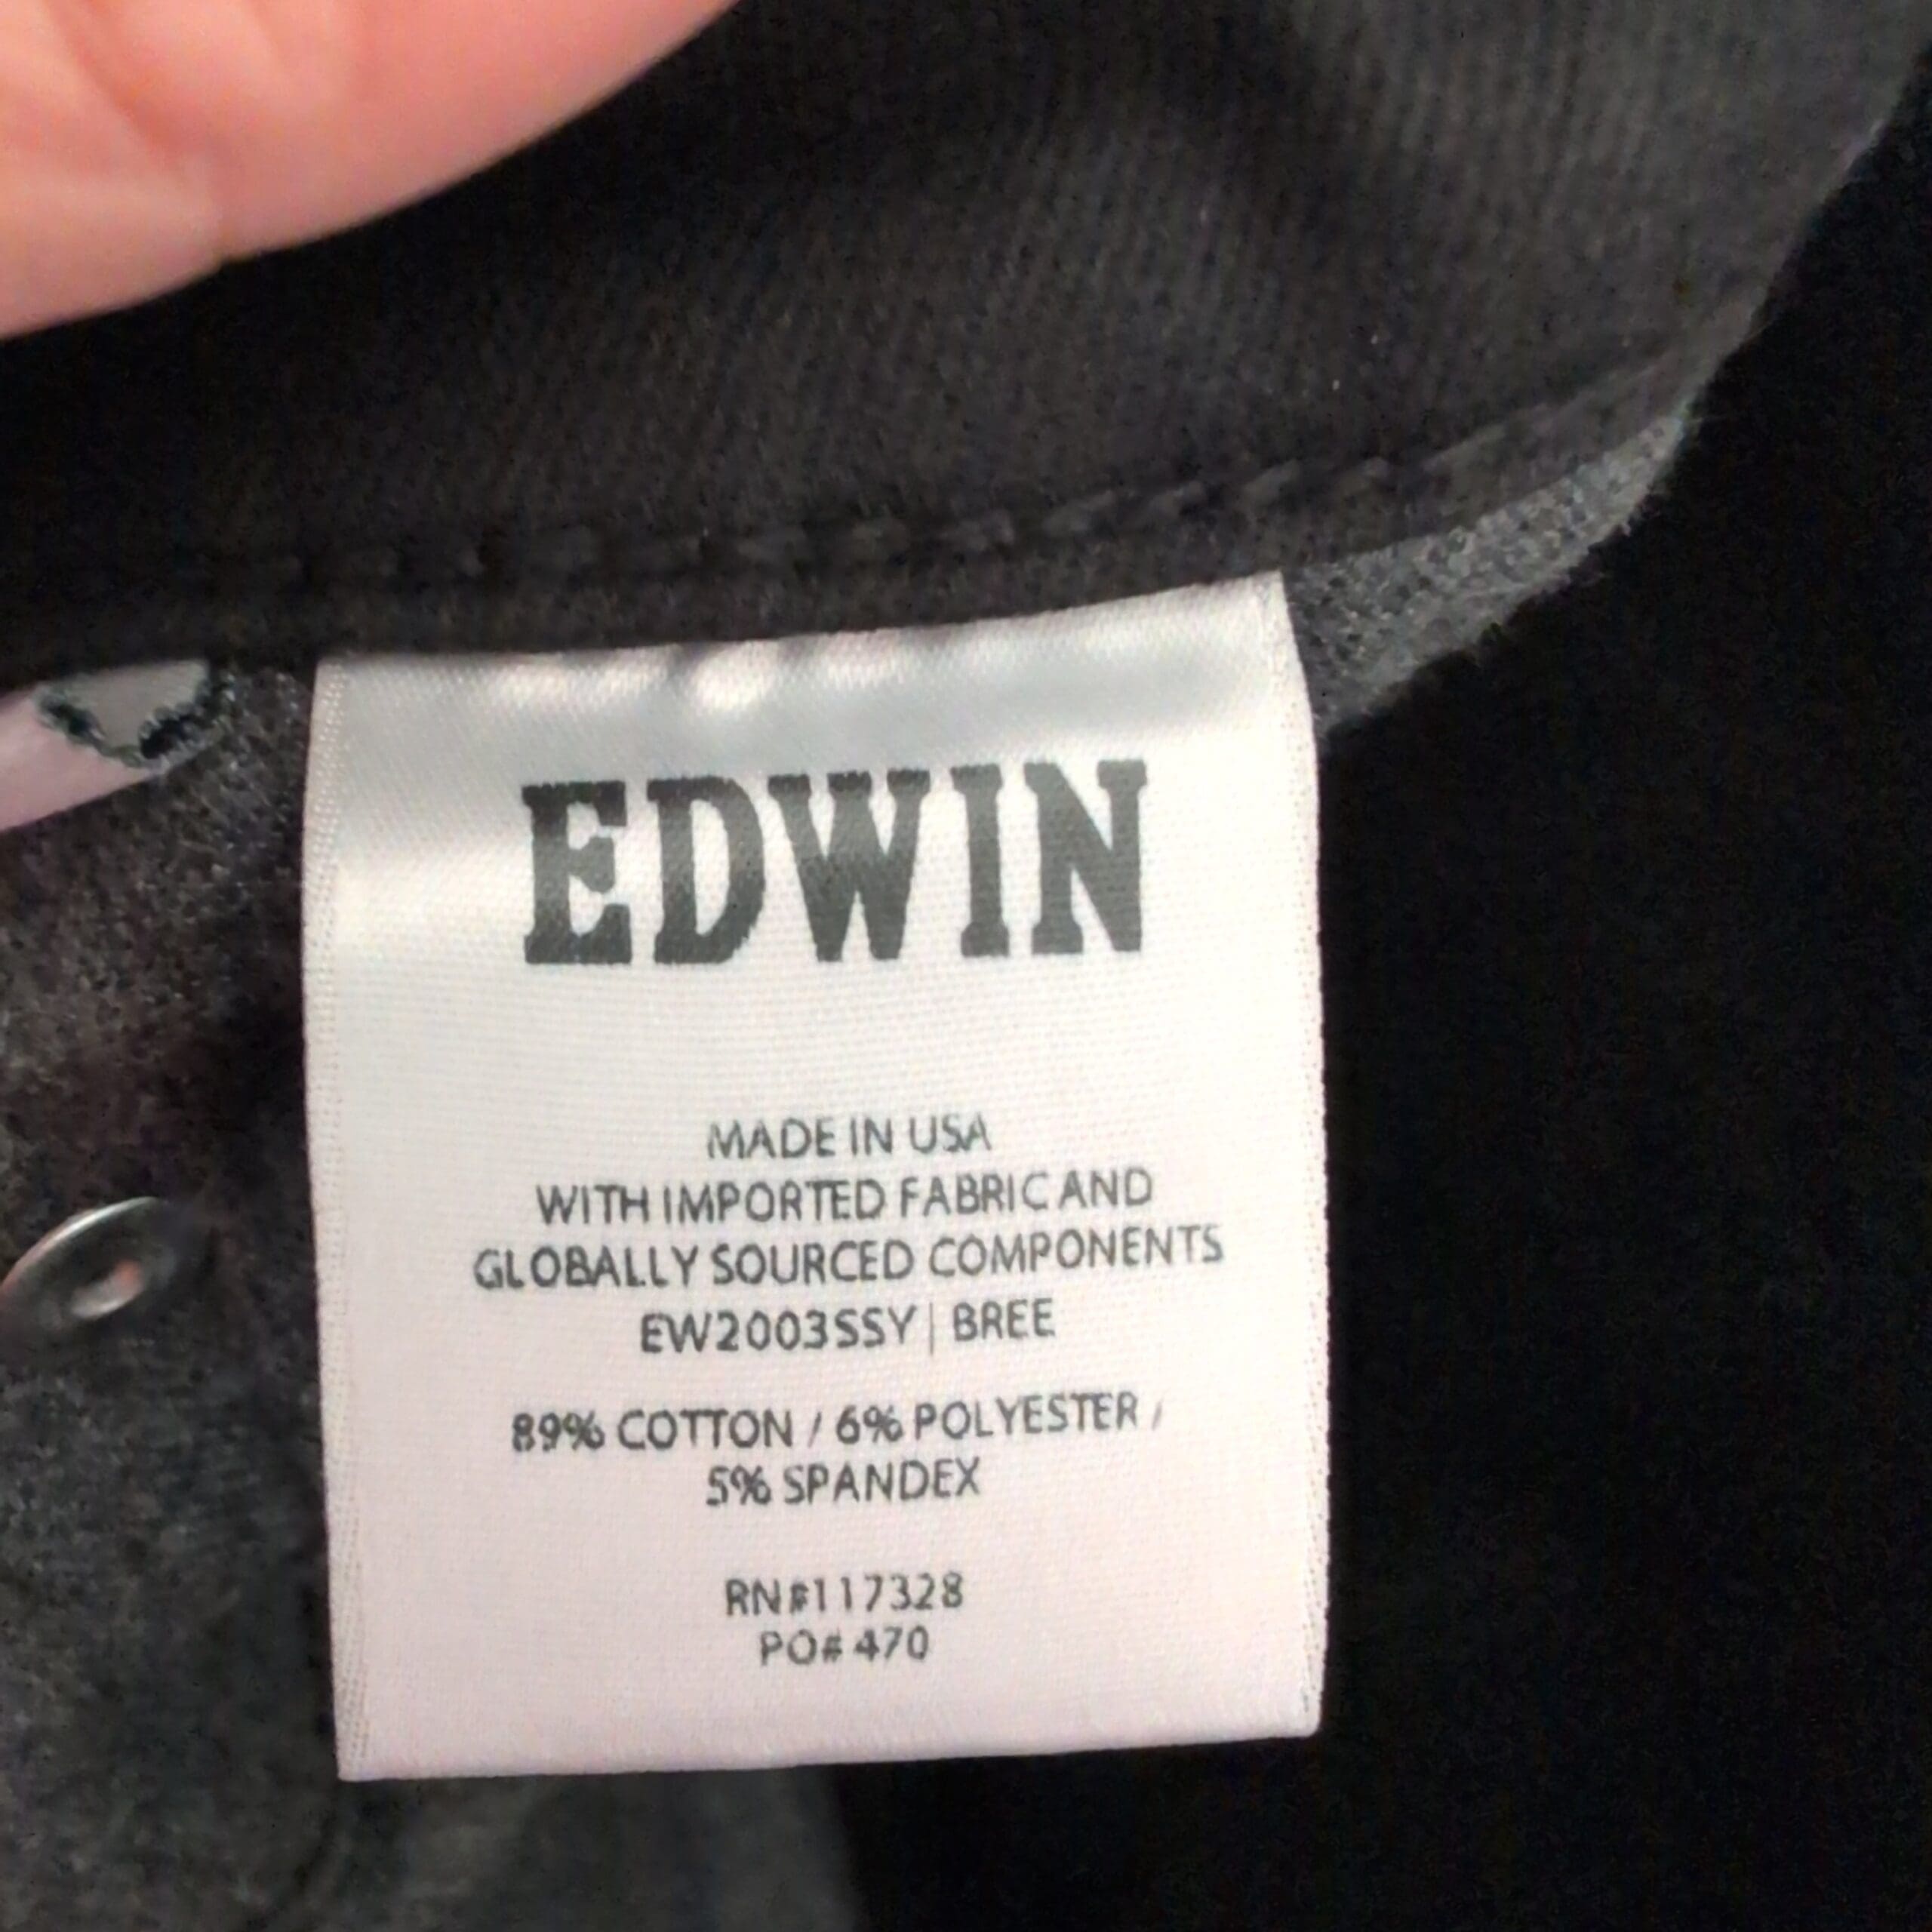 EDWIN
MADE IN USA
WITH IMPORTED FABRIC AND
GLOBALLY SOURCED COMPONENTS
EW2003SSY | BREE
89% COTTON / 6% POLYESTER /
5% SPANDEX
RN#117328
PO# 470